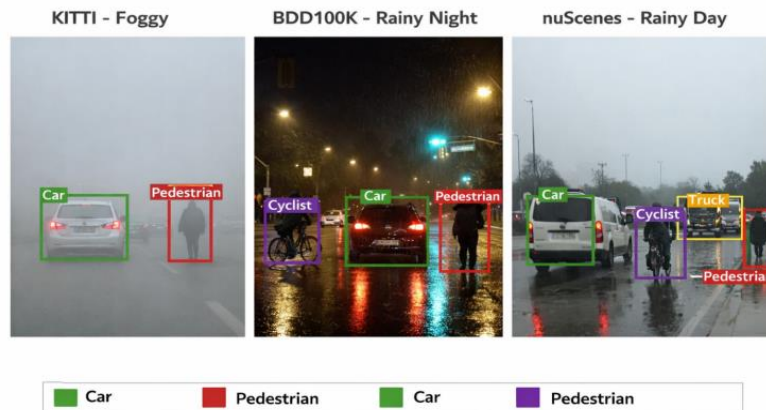 KITTI - Foggy
BDD100K - Rainy Night
nuScenes - Rainy Day
Car
Pedestrian
Cyclist
Car
Pedestrian
Car
Cyclist
Truck
Pedestrian
Car
Pedestrian
Car
Pedestrian